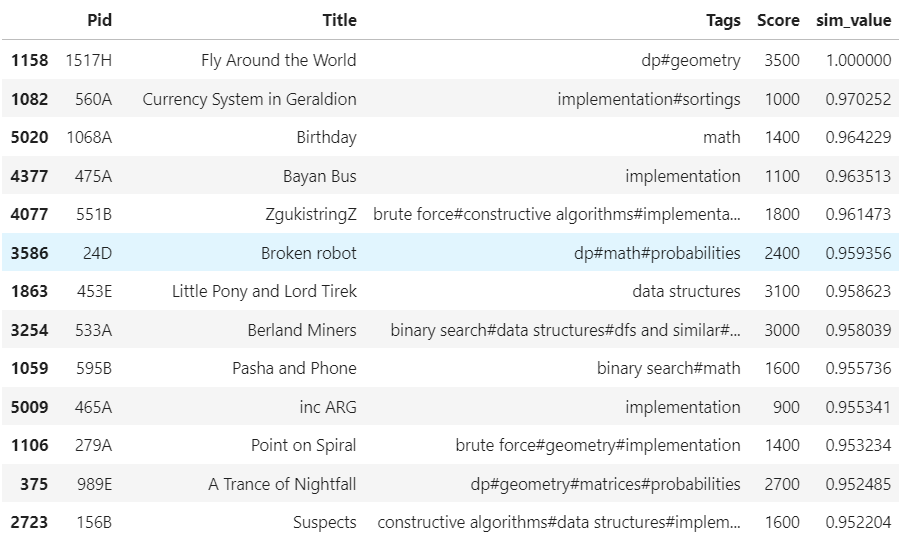 Pid Title Tags Score sim_value
1158 1517H Fly Around the World dp#geometry 3500 1.000000
1082 560A Currency System in Geraldion implementation#sortings 1000 0.970252
5020 1068A Birthday math 1400 0.964229
4377 475A Bayan Bus implementation 1100 0.963513
4077 551B ZgukistringZ brute force#constructive algorithms#implementa... 1800 0.961473
3586 24D Broken robot dp#math#probabilities 2400 0.959356
1863 453E Little Pony and Lord Tirek data structures 3100 0.958623
3254 533A Berland Miners binary search#data structures#dfs and similar#... 3000 0.958039
1059 595B Pasha and Phone binary search#math 1600 0.955736
5009 465A inc ARG implementation 900 0.955341
1106 279A Point on Spiral brute force#geometry#implementation 1400 0.953234
375 989E A Trance of Nightfall dp#geometry#matrices#probabilities 2700 0.952485
2723 156B Suspects constructive algorithms#data structures#implem... 1600 0.952204